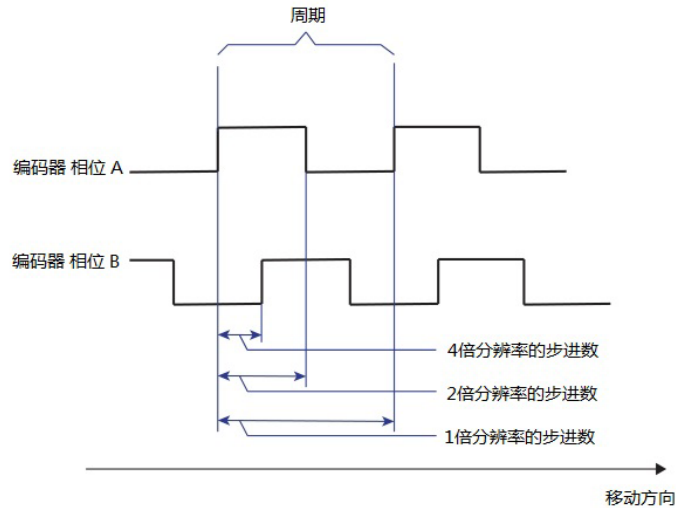 周期
编码器 相位 A
编码器 相位 B
4倍分辨率的步进数
2倍分辨率的步进数
1倍分辨率的步进数
移动方向